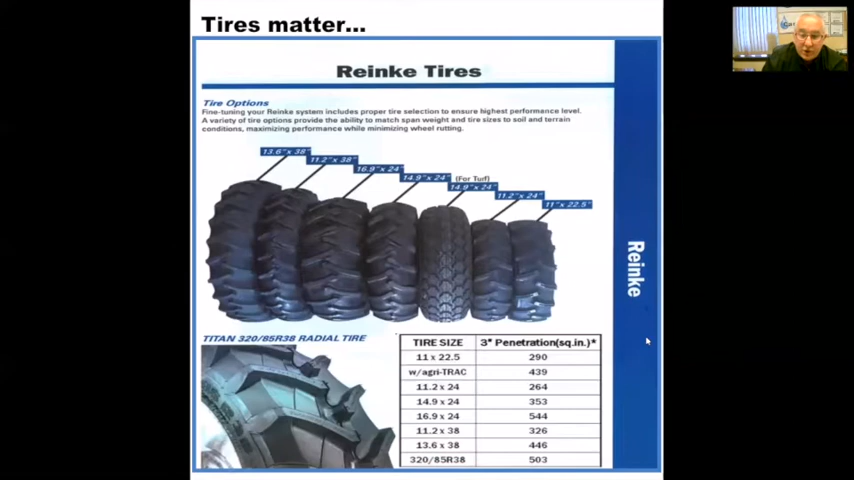 Tires matter...
Reinke Tires
Tire Options
Fine-tuning your Reinke system includes proper tire selection to ensure highest performance level.
A variety of tire options provide the ability to match span weight and tire sizes to soil and terrain
conditions, maximizing performance while minimizing wheel rutting.
13.6"x 38"
11.2"x 38"
16.9"x 24"
14.9"x 24"
(For Turf)
14.9"x 24"
11.2"x 24"
11"x 22.5"
Reinke
TITAN 320/85R38 RADIAL TIRE
TIRE SIZE 3" Penetration(sq.in.)*
11 x 22.5 290
w/agri-TRAC 439
11.2 x 24 264
14.9 x 24 353
16.9 x 24 544
11.2 x 38 326
13.6 x 38 446
320/85R38 503